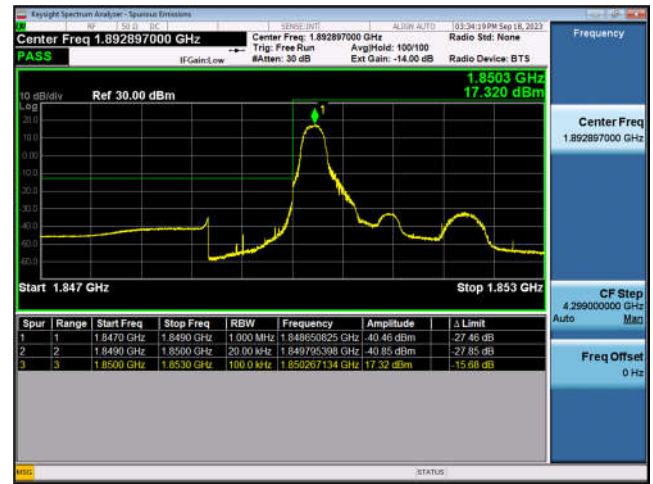 Keysight Spectrum Analyzer - Spurious Emissions
RF 50 Ω DC SENSE:INT ALIGN AUTO 03:34:19 PM Sep 18, 2023
Center Freq 1.892897000 GHz Center Freq: 1.892897000 GHz Radio Std: None
Trig: Free Run Avg|Hold: 100/100
PASS IFGain:Low #Atten: 30 dB Ext Gain: -14.00 dB Radio Device: BTS
1.8503 GHz
10 dB/div Ref 30.00 dBm 17.320 dBm
Log
1
20.0
10.0
0.00
-10.0
-20.0
-30.0
-40.0
-50.0
-60.0
Start 1.847 GHz Stop 1.853 GHz
Spur Range Start Freq Stop Freq RBW Frequency Amplitude Δ Limit
1 1 1.8470 GHz 1.8490 GHz 1.000 MHz 1.848650825 GHz -40.46 dBm -27.46 dB
2 2 1.8490 GHz 1.8500 GHz 20.00 kHz 1.849795398 GHz -40.85 dBm -27.85 dB
3 3 1.8500 GHz 1.8530 GHz 100.0 kHz 1.850267134 GHz 17.32 dBm -15.68 dB
Frequency
Center Freq
1.892897000 GHz
CF Step
4.299000000 GHz
Auto Man
Freq Offset
0 Hz
MSG STATUS